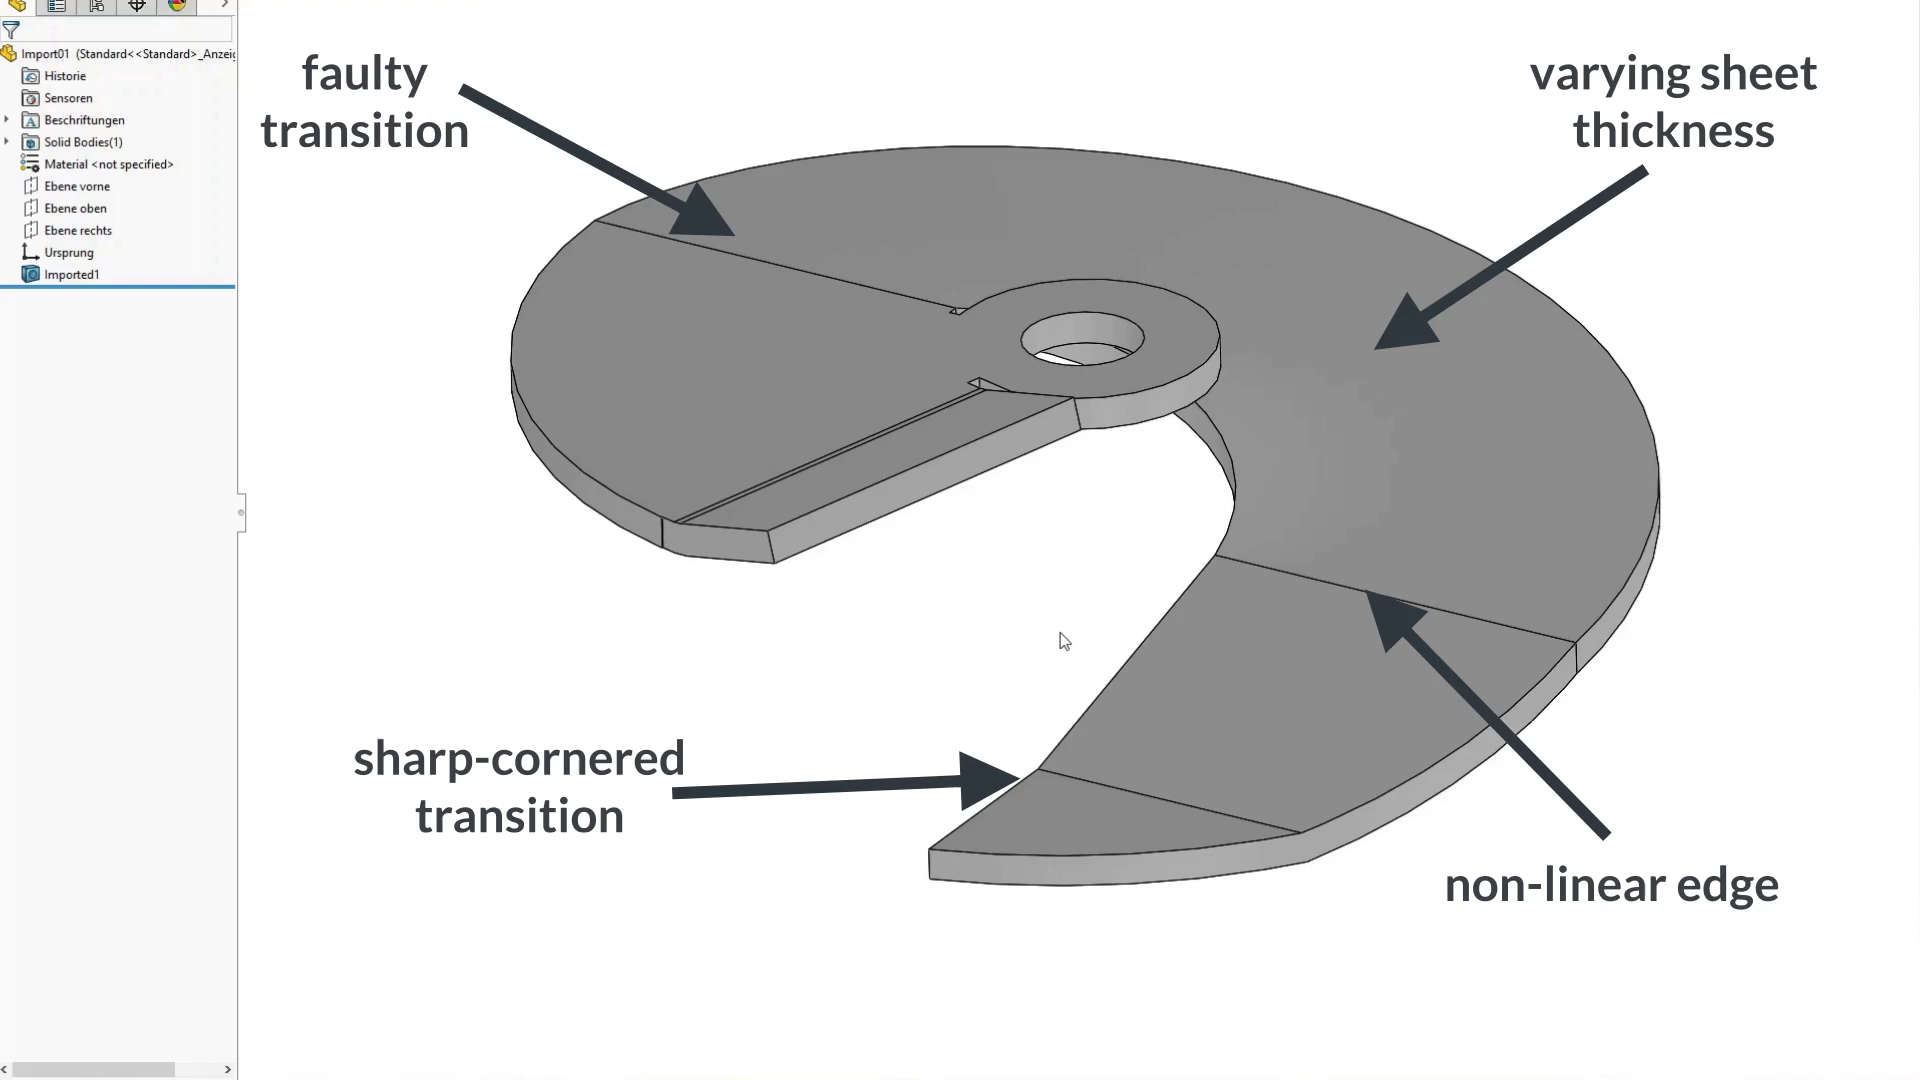 Import01 (Standard<<Standard>_Anzei
Historie
Sensoren
Beschriftungen
Solid Bodies(1)
Material <not specified>
Ebene vorne
Ebene oben
Ebene rechts
Ursprung
Imported1
faulty
transition
varying sheet
thickness
sharp-cornered
transition
non-linear edge